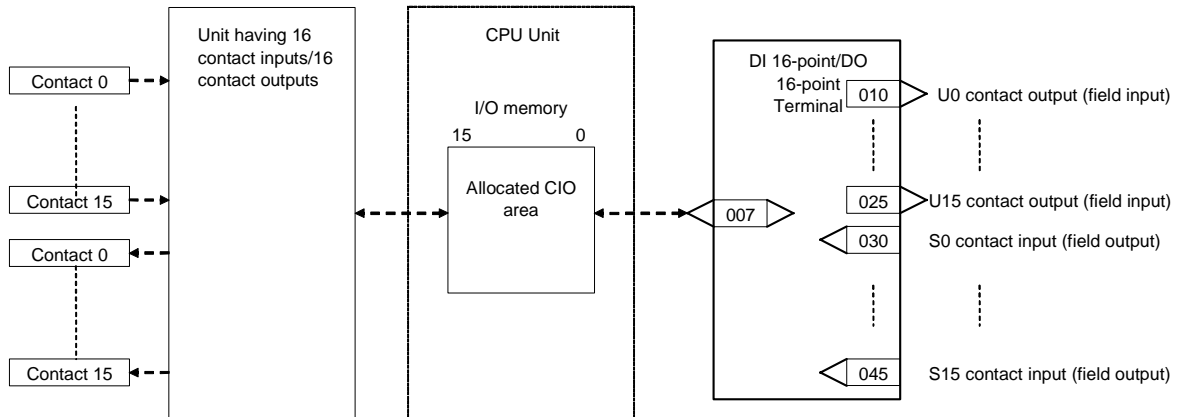 Unit having 16
contact inputs/16
contact outputs
Contact 0
Contact 15
Contact 0
Contact 15
CPU Unit
I/O memory
15 0
Allocated CIO
area
DI 16-point/DO
16-point
Terminal
007
010
U0 contact output (field input)
025
U15 contact output (field input)
030
S0 contact input (field output)
045
S15 contact input (field output)